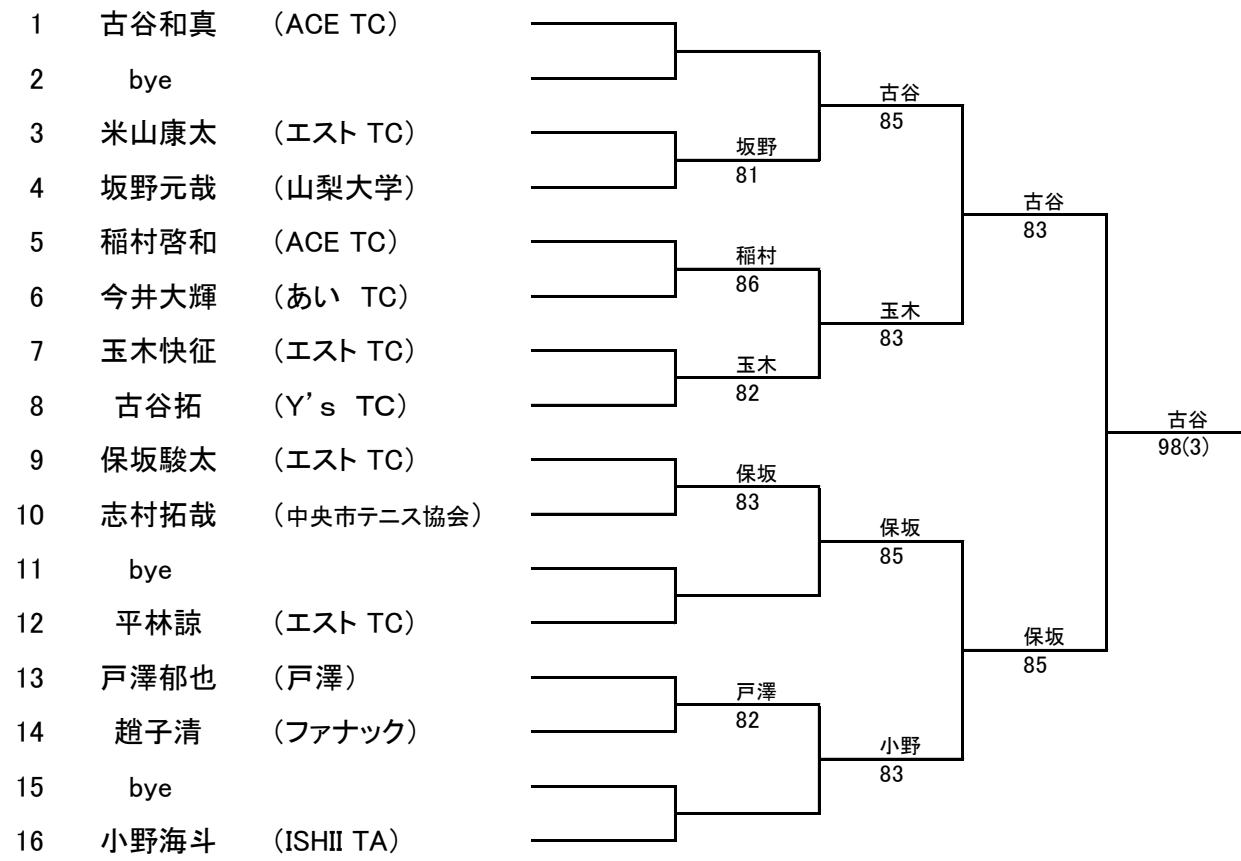 1 古谷和真 （ACE TC）
2 bye
古谷
85
3 米山康太 （エスト TC）
坂野
81
4 坂野元哉 （山梨大学）
古谷
83
5 稲村啓和 （ACE TC）
稲村
86
6 今井大輝 （あい　TC）
玉木
83
7 玉木快征 （エスト TC）
玉木
82
8 古谷拓 （Y’ｓ　TC）
古谷
98(3)
9 保坂駿太 （エスト TC）
保坂
83
10 志村拓哉 （中央市テニス協会）
保坂
85
11 bye
12 平林諒 （エスト TC）
保坂
85
13 戸澤郁也 （戸澤）
戸澤
82
14 趙子清 （ファナック）
小野
83
15 bye
16 小野海斗 （ISHII TA）